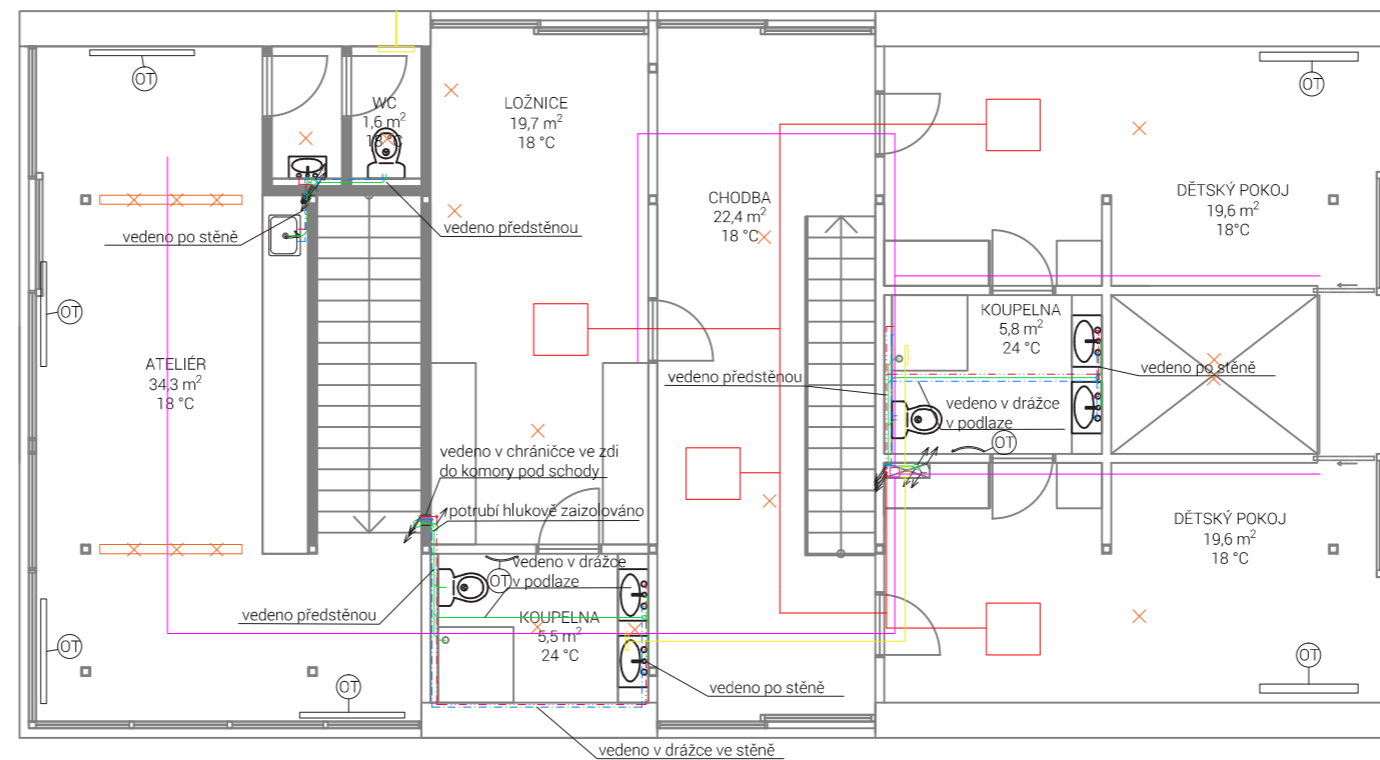 OT
OT
WC
1,6 m²
18 °C
LOŽNICE
19,7 m²
18 °C
CHODBA
22,4 m²
18 °C
DĚTSKÝ POKOJ
19,6 m²
18°C
vedeno po stěně
vedeno předstěnou
OT
KOUPELNA
5,8 m²
24 °C
ATELIÉR
34,3 m²
18 °C
vedeno předstěnou
vedeno po stěně
vedeno v drážce
v podlaze
OT
vedeno v chráničce ve zdi
do komory pod schody
potrubí hlukově zaizolováno
DĚTSKÝ POKOJ
19,6 m²
18 °C
vedeno v drážce
v podlaze
OT
vedeno předstěnou
KOUPELNA
5,5 m²
24 °C
OT
OT
OT
vedeno po stěně
vedeno v drážce ve stěně